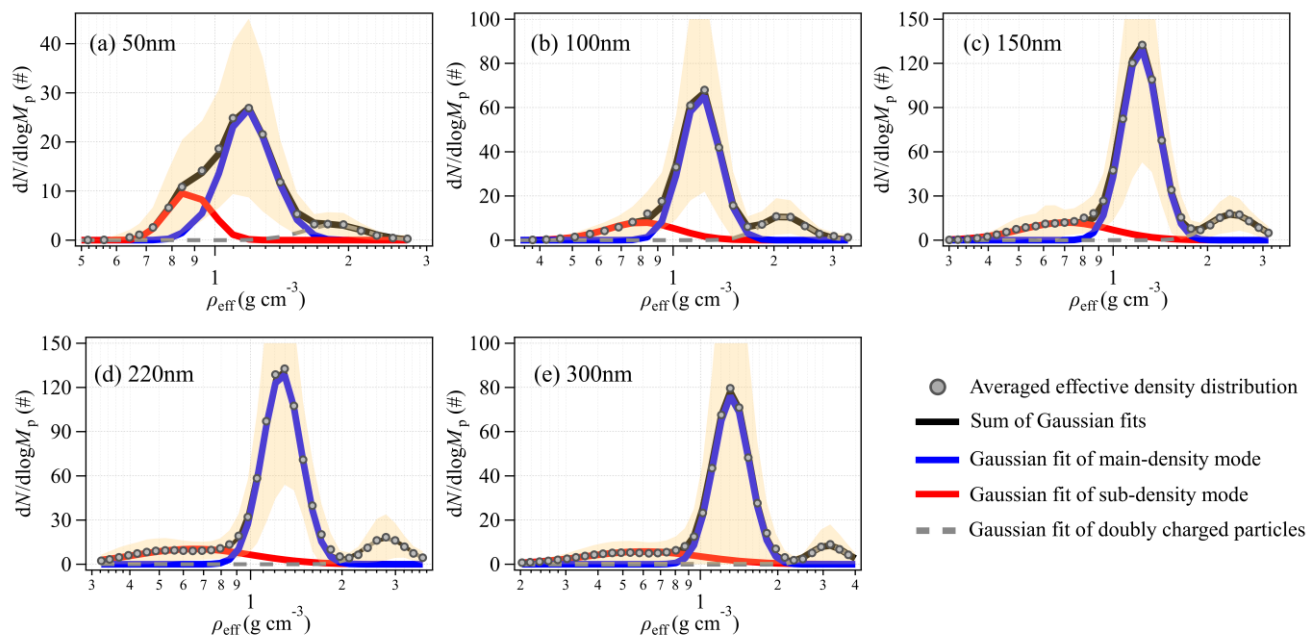 (a) 50nm
dN/dlogMp (#)
40
30
20
10
0
5 6 7 8 9 1 2 3
ρeff (g cm-3)
(b) 100nm
dN/dlogMp (#)
100
80
60
40
20
0
4 5 6 7 8 9 1 2 3
ρeff (g cm-3)
(c) 150nm
dN/dlogMp (#)
150
120
90
60
30
0
3 4 5 6 7 8 9 1 2 3
ρeff (g cm-3)
(d) 220nm
dN/dlogMp (#)
150
120
90
60
30
0
3 4 5 6 7 8 9 1 2 3
ρeff (g cm-3)
(e) 300nm
dN/dlogMp (#)
100
80
60
40
20
0
2 3 4 5 6 7 8 9 1 2 3 4
ρeff (g cm-3)
Averaged effective density distribution
Sum of Gaussian fits
Gaussian fit of main-density mode
Gaussian fit of sub-density mode
Gaussian fit of doubly charged particles